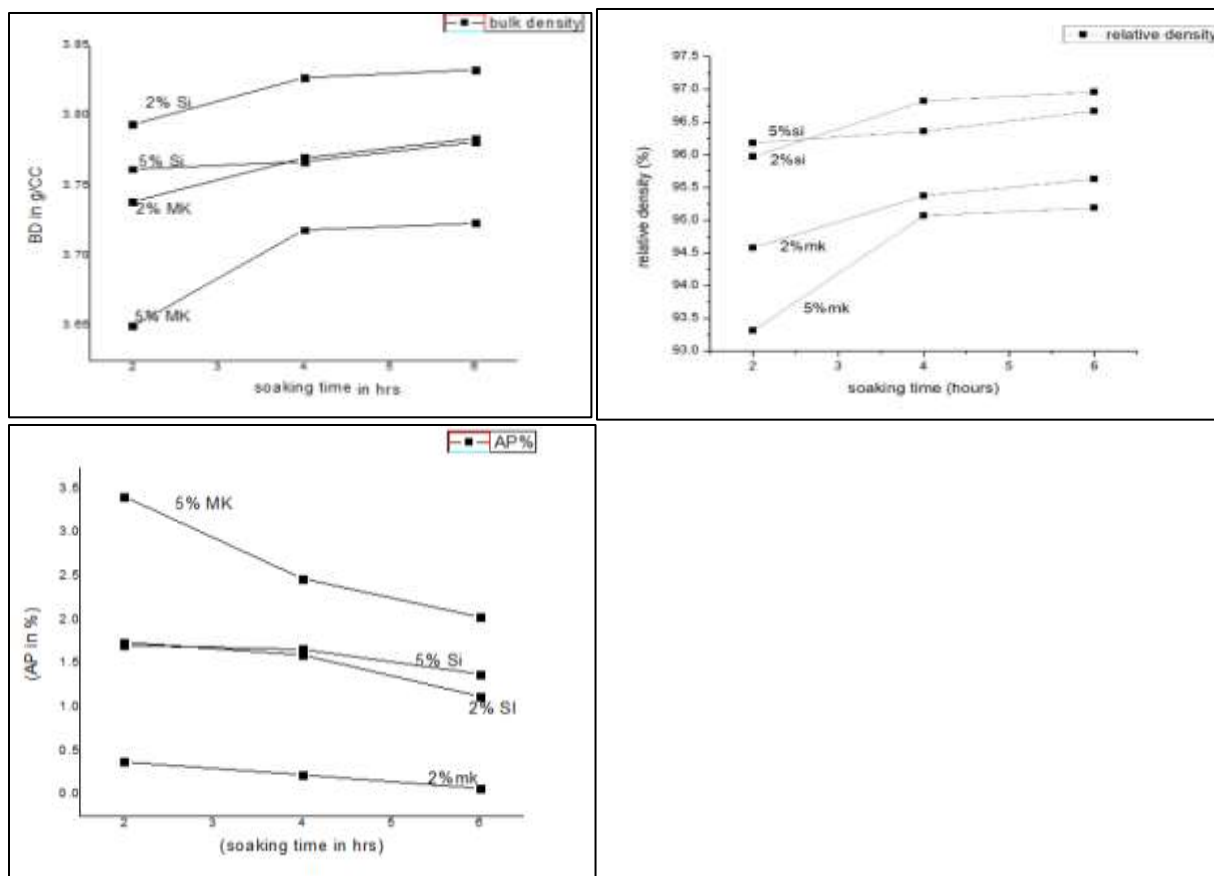 bulk density
3.85
3.80
3.75
3.70
3.65
BD in g/CC
2% Si
5% Si
2% MK
5% MK
2 3 4 5 6
soaking time in hrs
relative density
97.5
97.0
96.5
96.0
95.5
95.0
94.5
94.0
93.5
93.0
relative density (%)
5%si
2%si
2%mk
5%mk
2 3 4 5 6
soaking time (hours)
AP%
3.5
3.0
2.5
2.0
1.5
1.0
0.5
0.0
(AP in %)
5% MK
5% Si
2% SI
2%mk
2 3 4 5 6
(soaking time in hrs)